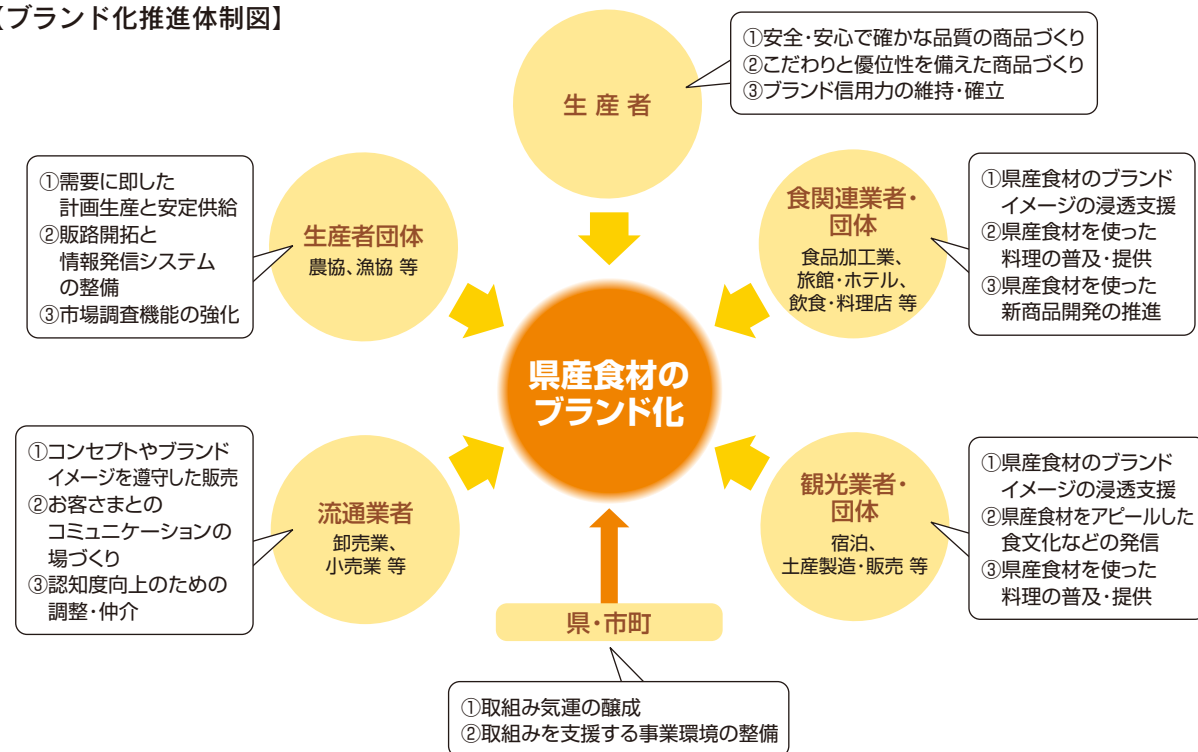 【ブランド化推進体制図】
生産者
①安全・安心で確かな品質の商品づくり
②こだわりと優位性を備えた商品づくり
③ブランド信用力の維持・確立
①需要に即した
計画生産と安定供給
②販路開拓と
情報発信システム
の整備
③市場調査機能の強化
生産者団体
農協、漁協 等
食関連業者・
団体
食品加工業、
旅館・ホテル、
飲食・料理店 等
①県産食材のブランド
イメージの浸透支援
②県産食材を使った
料理の普及・提供
③県産食材を使った
新商品開発の推進
県産食材の
ブランド化
①コンセプトやブランド
イメージを遵守した販売
②お客さまとの
コミュニケーションの
場づくり
③認知度向上のための
調整・仲介
流通業者
卸売業、
小売業 等
観光業者・
団体
宿泊、
土産製造・販売 等
①県産食材のブランド
イメージの浸透支援
②県産食材をアピールした
食文化などの発信
③県産食材を使った
料理の普及・提供
県・市町
①取組み気運の醸成
②取組みを支援する事業環境の整備